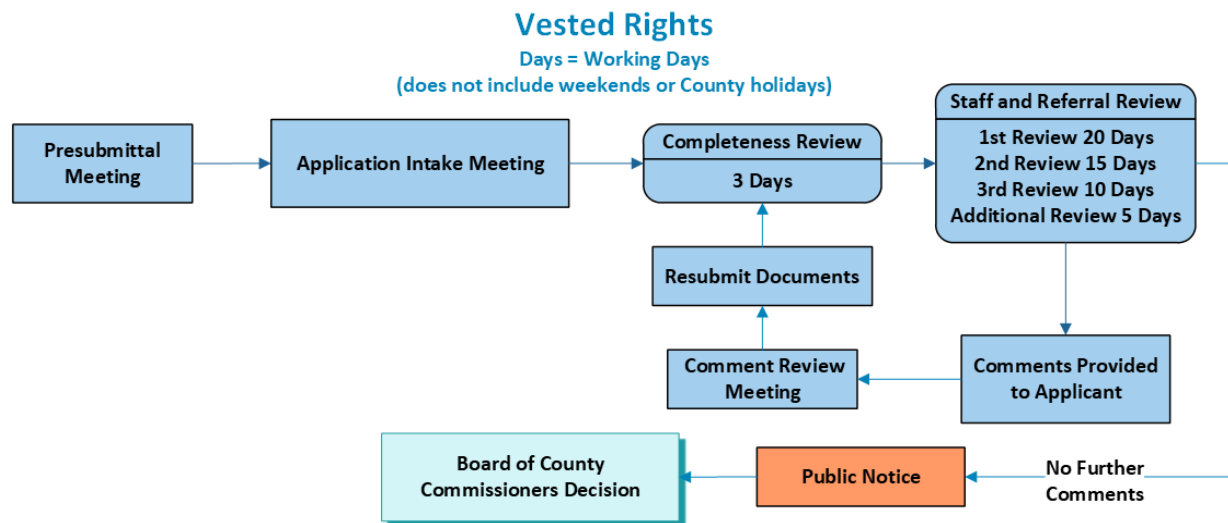 Vested Rights
Days = Working Days
(does not include weekends or County holidays)
Presubmittal
Meeting
Application Intake Meeting
Completeness Review
3 Days
Staff and Referral Review
1st Review 20 Days
2nd Review 15 Days
3rd Review 10 Days
Additional Review 5 Days
Resubmit Documents
Comment Review
Meeting
Comments Provided
to Applicant
Board of County
Commissioners Decision
Public Notice
No Further
Comments